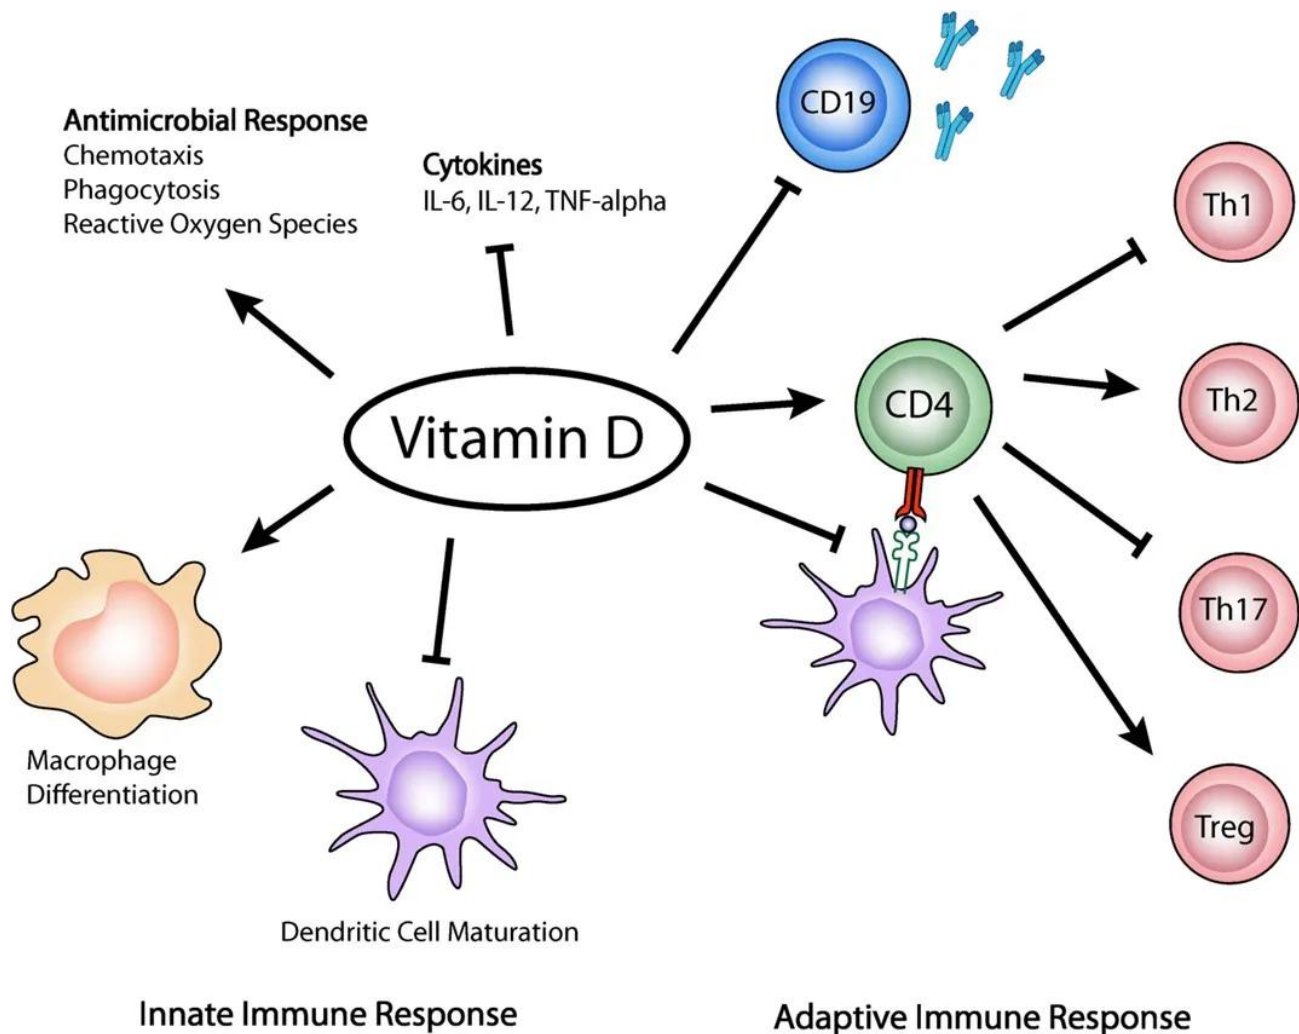 Antimicrobial Response
Chemotaxis
Phagocytosis
Reactive Oxygen Species
Cytokines
IL-6, IL-12, TNF-alpha
CD19
Th1
Vitamin D
CD4
Th2
Th17
Macrophage
Differentiation
Treg
Dendritic Cell Maturation
Innate Immune Response
Adaptive Immune Response